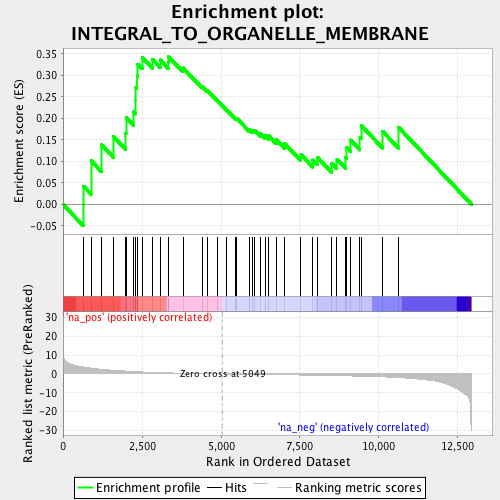 Enrichment plot:
INTEGRAL_TO_ORGANELLE_MEMBRANE
Enrichment score (ES)
0.35
0.30
0.25
0.20
0.15
0.10
0.05
0.00
-0.05
'na_pos' (positively correlated)
Ranked list metric (PreRanked)
30
20
10
0
-10
-20
-30
Zero cross at 5049
'na_neg' (negatively correlated)
0
2,500
5,000
7,500
10,000
12,500
Rank in Ordered Dataset
Enrichment profile
Hits
Ranking metric scores